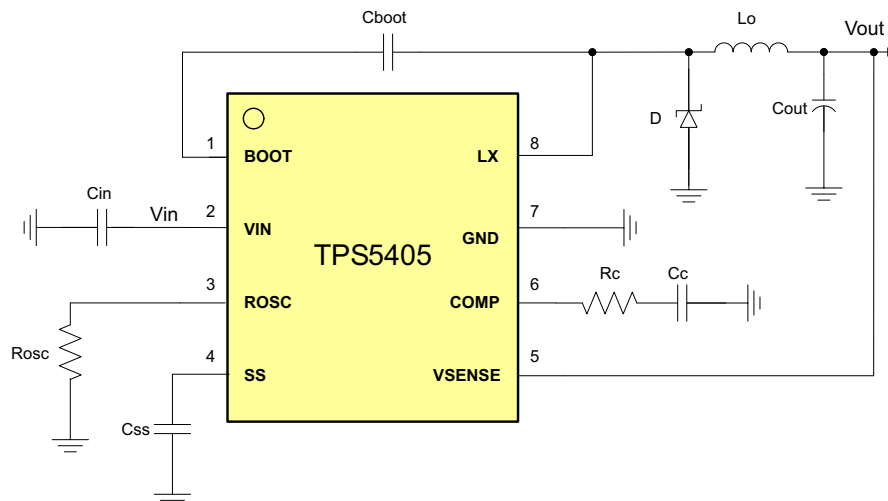 Cboot
Lo
Vout
D
Cout
1
BOOT
LX
8
Cin
Vin
2
VIN
GND
7
TPS5405
3
ROSC
COMP
6
Rc
Cc
Rosc
4
SS
VSENSE
5
Css